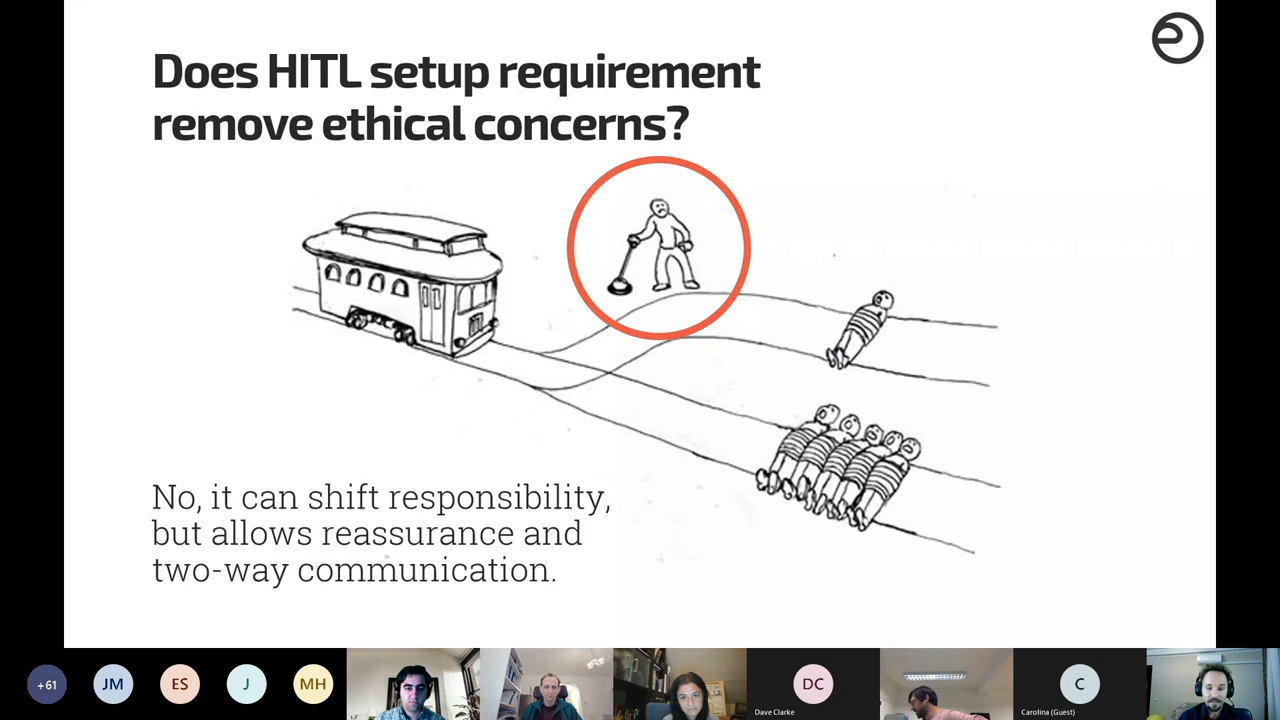 Does HITL setup requirement
remove ethical concerns?
No, it can shift responsibility,
but allows reassurance and
two-way communication.
+61
JM
ES
J
MH
DC
Dave Clarke
C
Carolina (Guest)